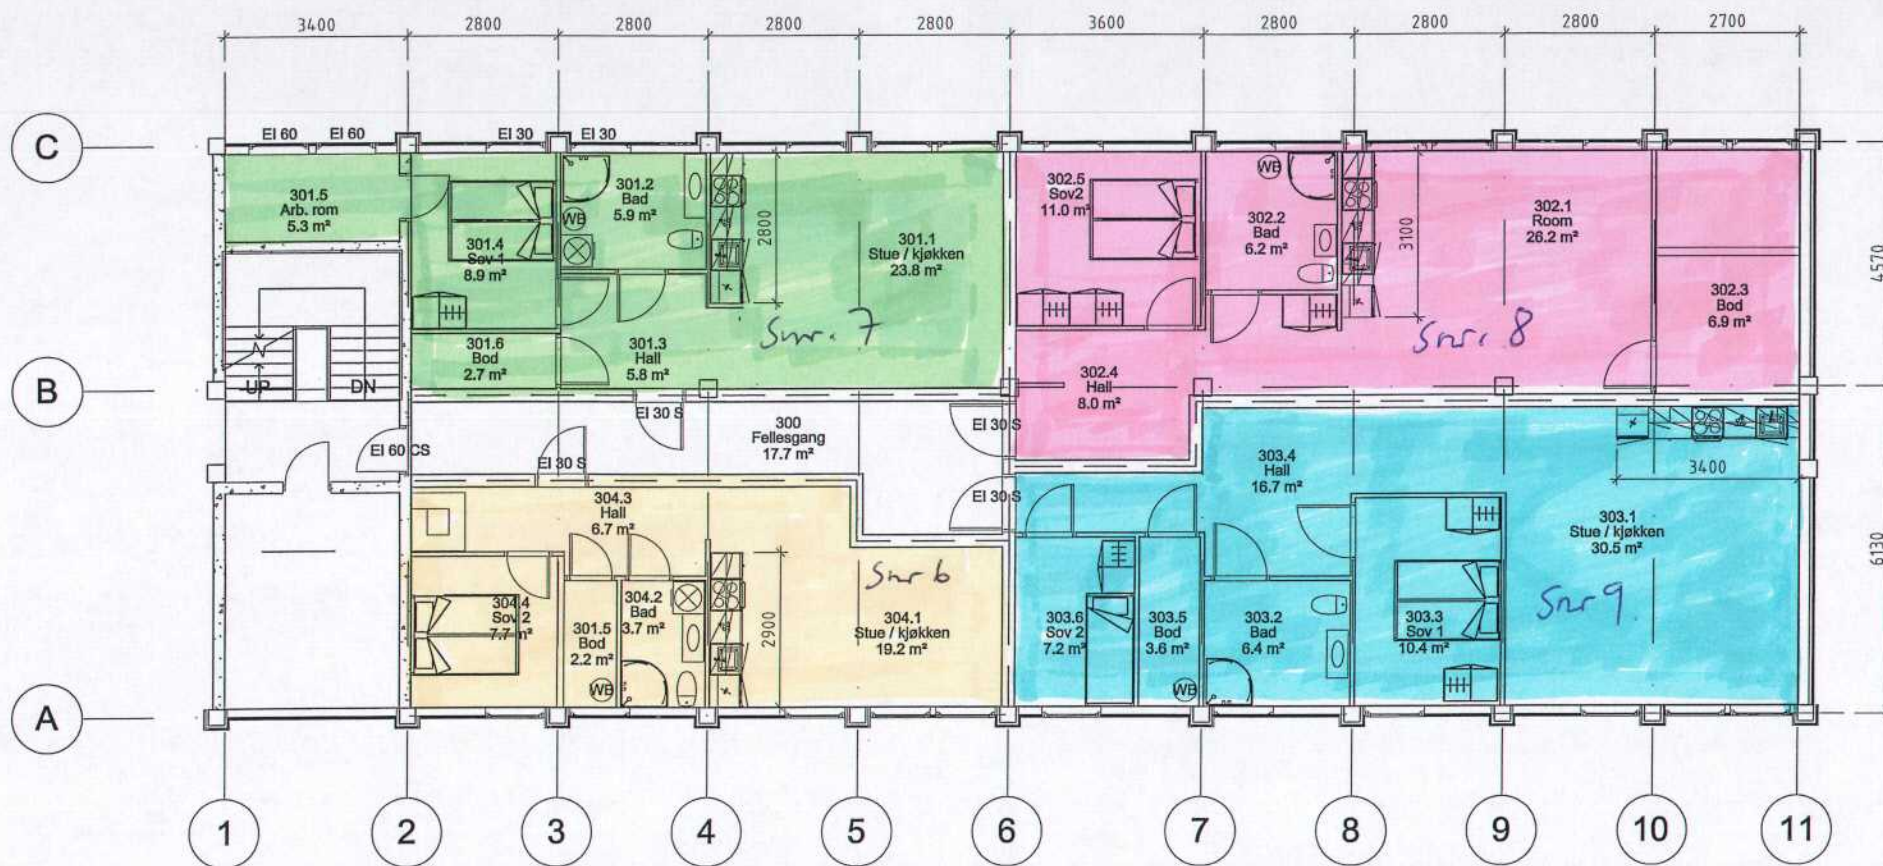 3400 2800 2800 2800 2800 3600 2800 2800 2800 2700
C
EI 60 EI 60 EI 30 EI 30
301.5
Arb. rom
5.3 m²
301.4
Sov 1
8.9 m²
301.2
Bad
5.9 m²
WB
2800
301.1
Stue / kjøkken
23.8 m²
302.5
Sov2
11.0 m²
WB
302.2
Bad
6.2 m²
3100
302.1
Room
26.2 m²
302.3
Bod
6.9 m²
4570
Snr. 7
Snr. 8
301.6
Bod
2.7 m²
301.3
Hall
5.8 m²
302.4
Hall
8.0 m²
UP DN
B
EI 30 S
300
Fellesgang
17.7 m²
EI 30 S
EI 60 CS
EI 30 S
EI 30 S
303.4
Hall
16.7 m²
3400
304.3
Hall
6.7 m²
303.1
Stue / kjøkken
30.5 m²
6130
Snr 6
Snr 9
304.4
Sov 2
7.7 m²
301.5
Bod
2.2 m²
WB
304.2
Bad
3.7 m²
2900
304.1
Stue / kjøkken
19.2 m²
303.6
Sov 2
7.2 m²
303.5
Bod
3.6 m²
WB
303.2
Bad
6.4 m²
303.3
Sov 1
10.4 m²
A
1 2 3 4 5 6 7 8 9 10 11